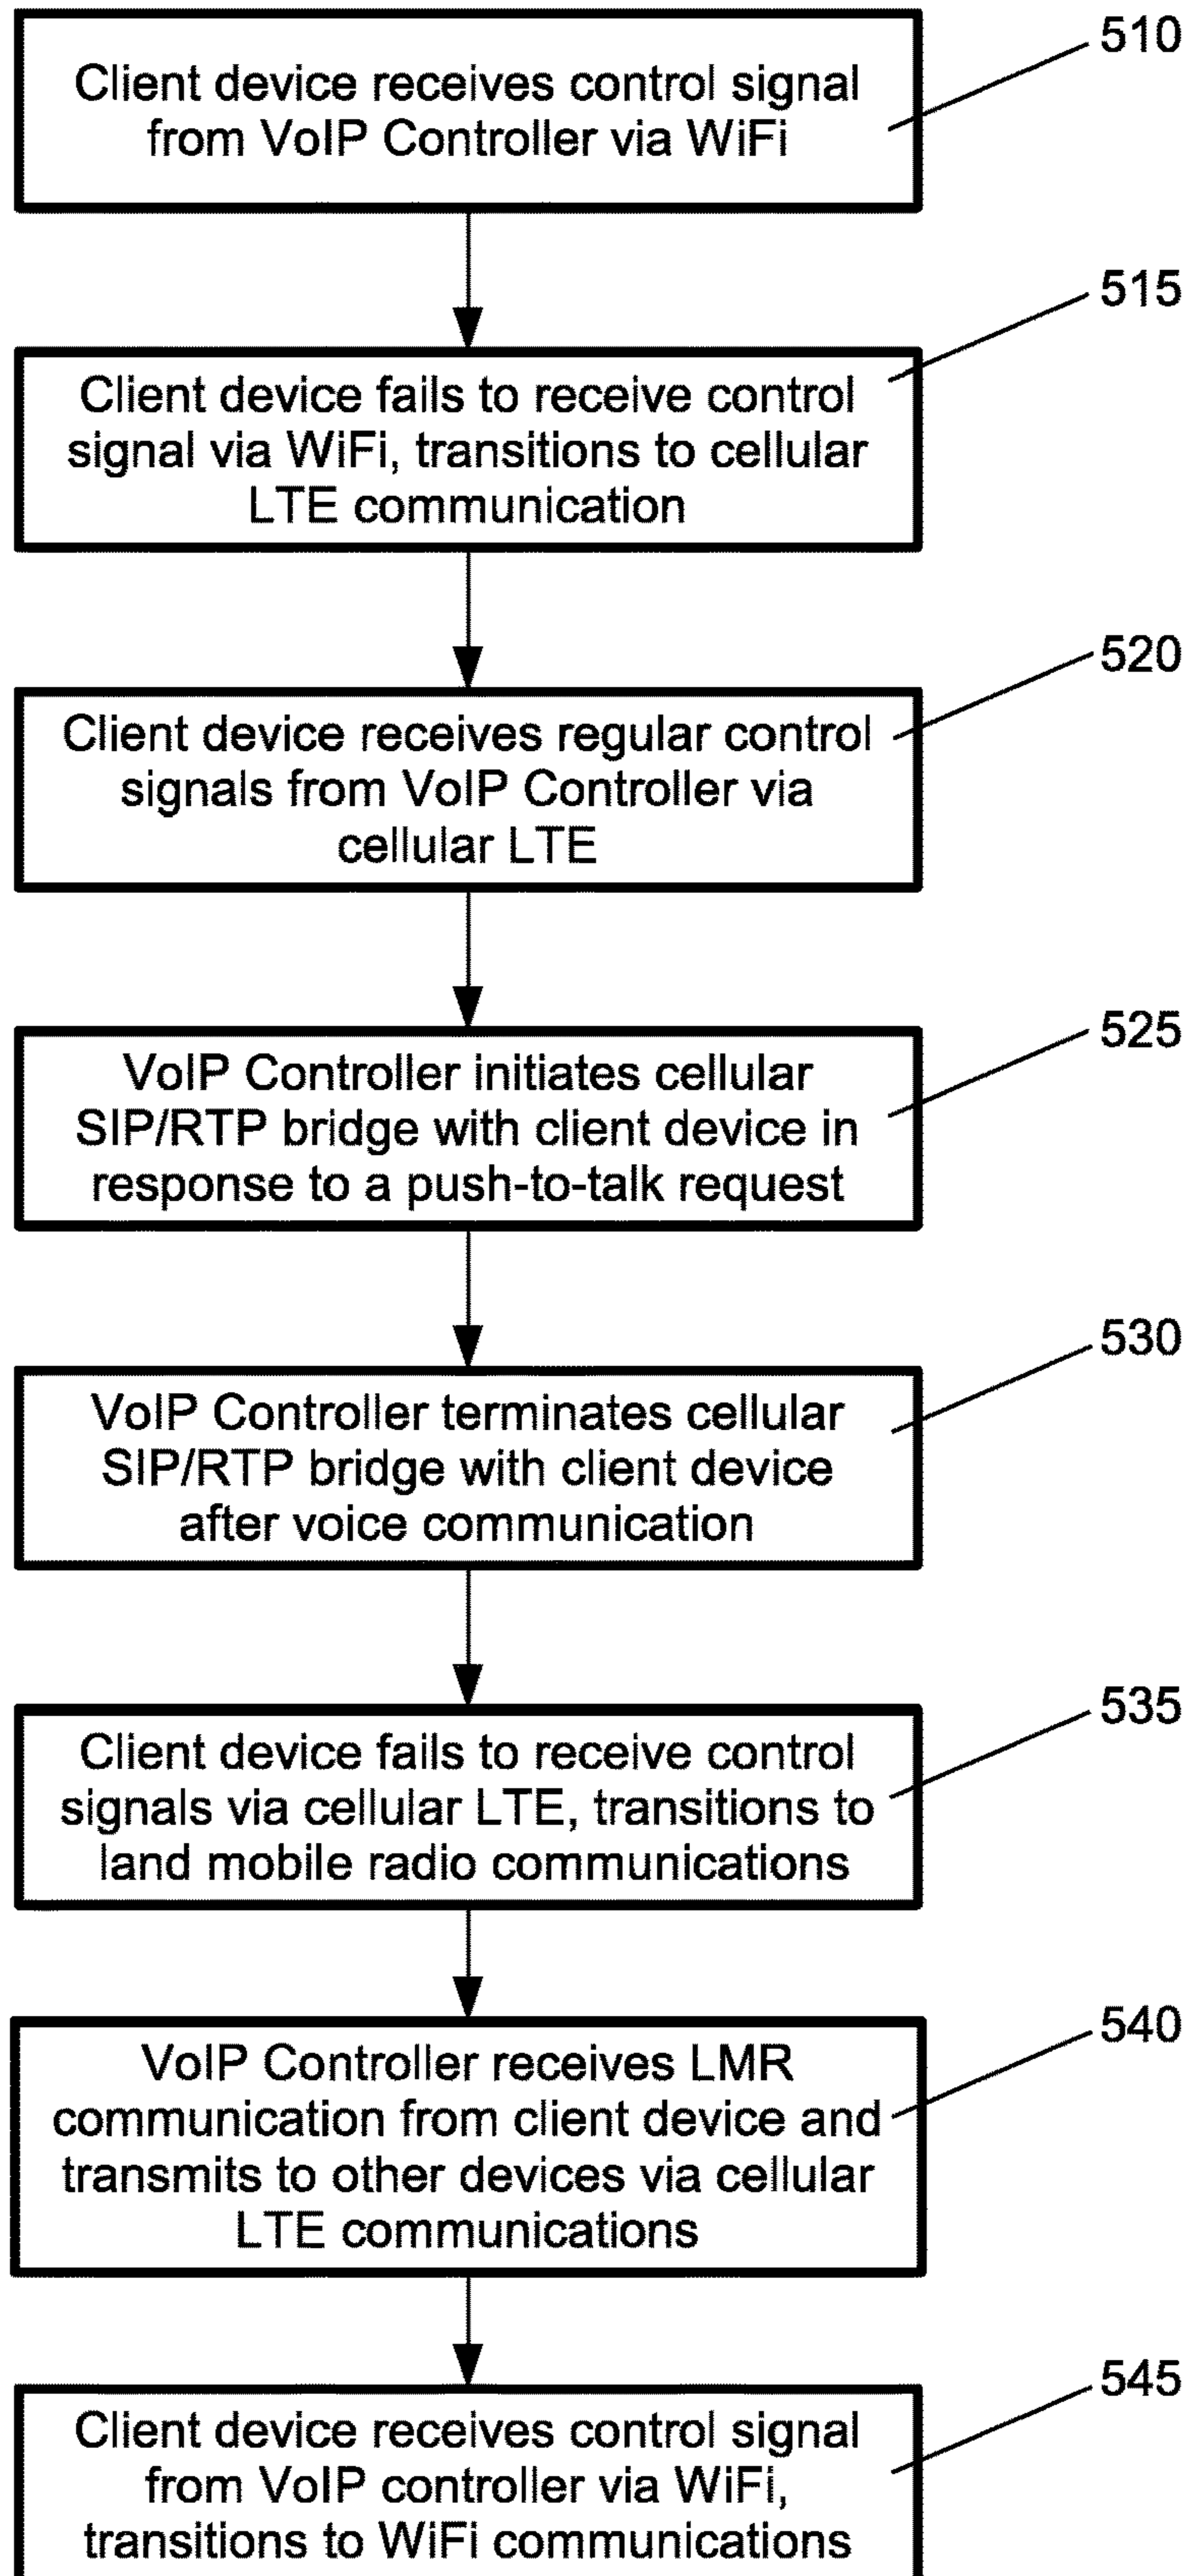 510
Client device receives control signal
from VoIP Controller via WiFi
515
Client device fails to receive control
signal via WiFi, transitions to cellular
LTE communication
520
Client device receives regular control
signals from VoIP Controller via
cellular LTE
525
VoIP Controller initiates cellular
SIP/RTP bridge with client device in
response to a push-to-talk request
530
VoIP Controller terminates cellular
SIP/RTP bridge with client device
after voice communication
535
Client device fails to receive control
signals via cellular LTE, transitions to
land mobile radio communications
540
VoIP Controller receives LMR
communication from client device and
transmits to other devices via cellular
LTE communications
545
Client device receives control signal
from VoIP controller via WiFi,
transitions to WiFi communications